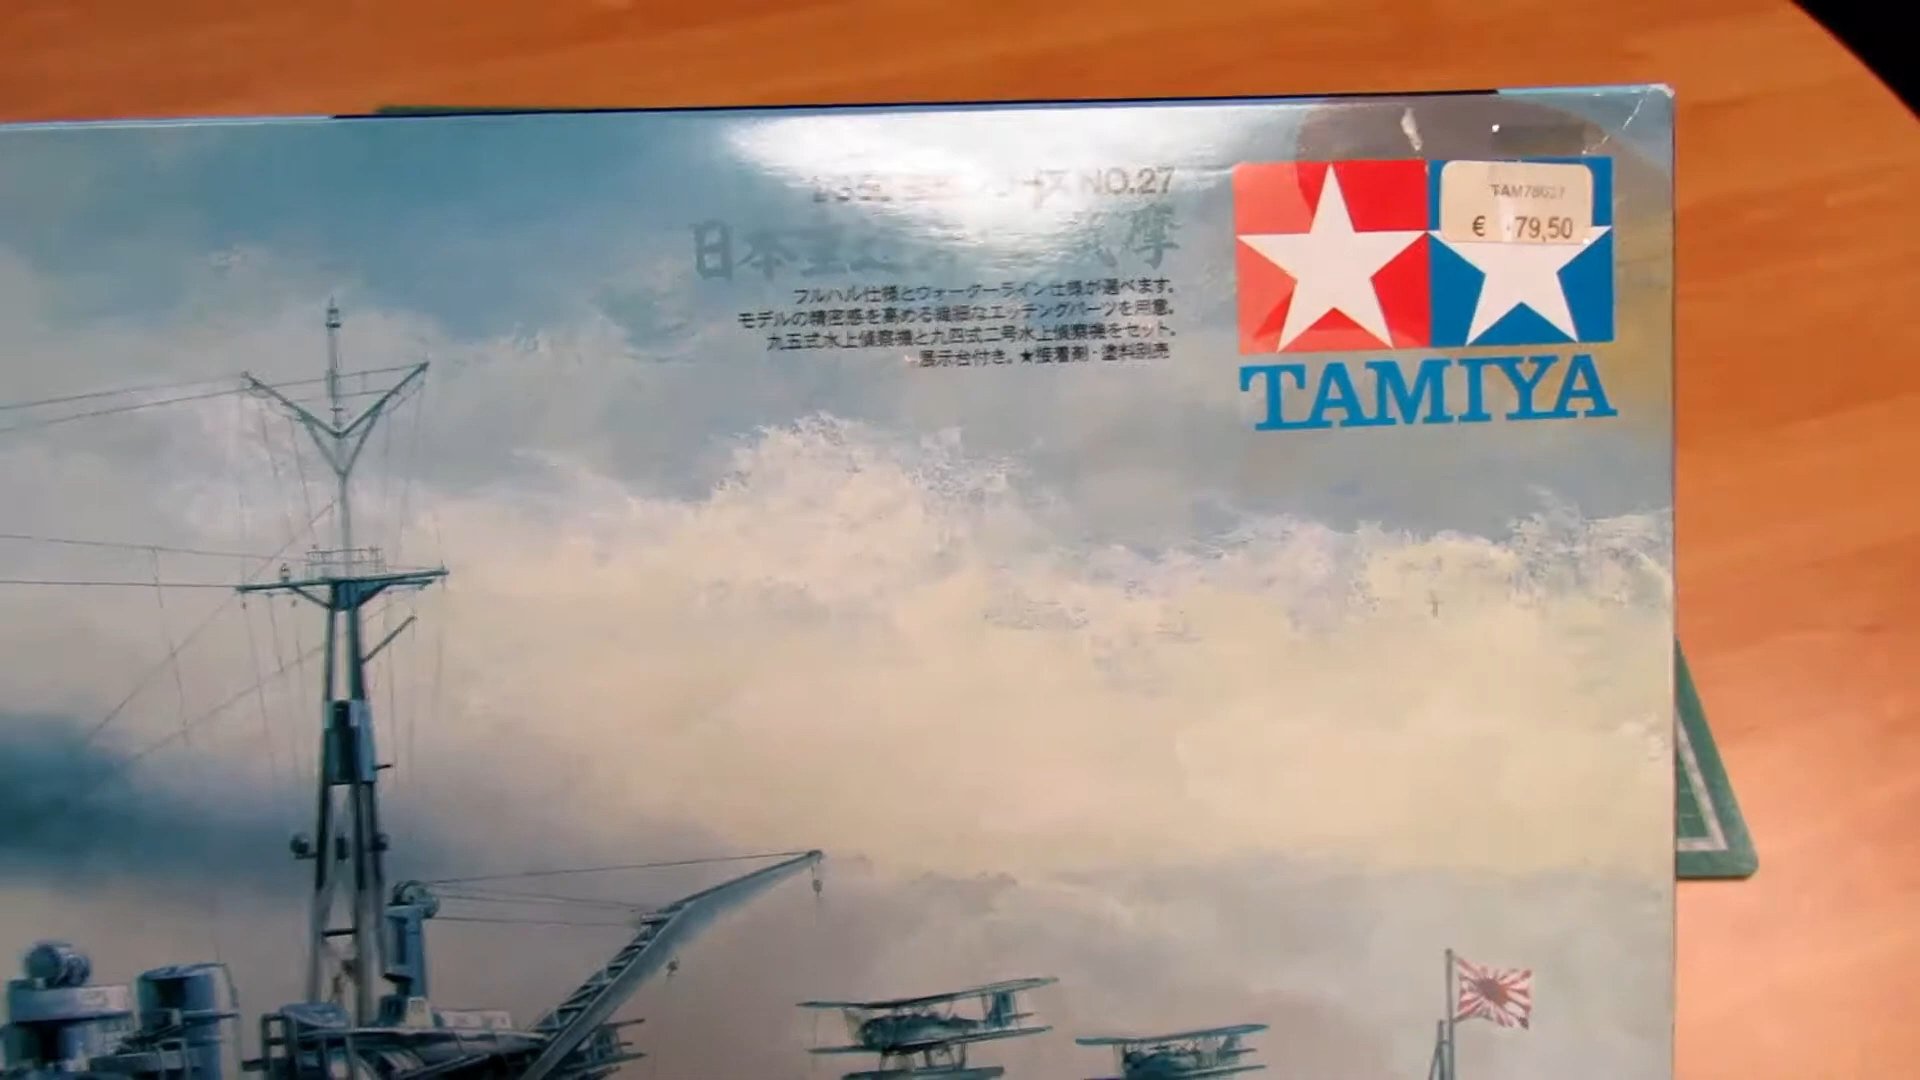 NO.27
日本
フルハル仕様とウォーターライン仕様が選べます。
モデルの精密感を高める繊細なエッチングパーツを用意。
九五式水上偵察機と九四式二号水上偵察機をセット。
展示台付き。★接着剤・塗料別売
TAM78027
€ 79,50
TAMIYA